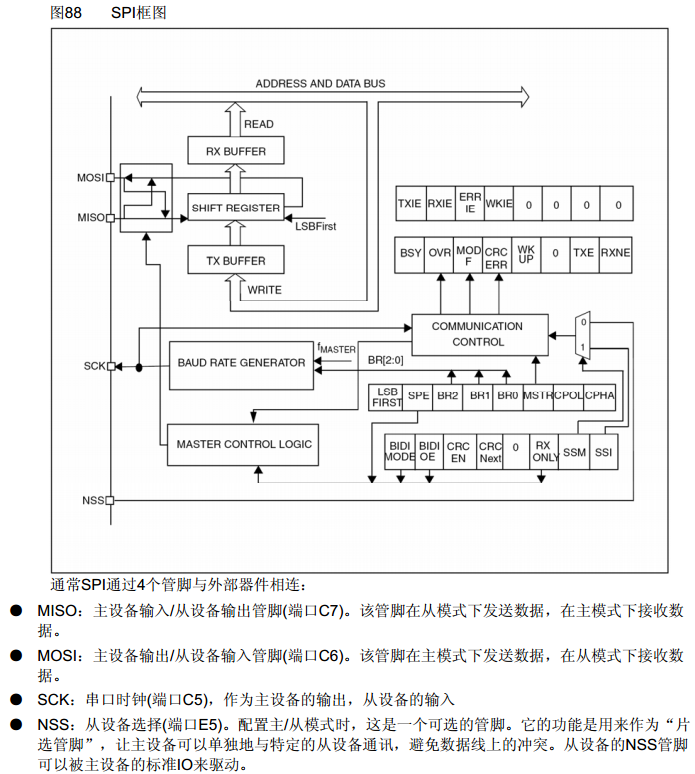 图88 SPI框图
ADDRESS AND DATA BUS
READ
RX BUFFER
MOSI
MISO
SHIFT REGISTER
LSBFirst
TX BUFFER
WRITE
TXIE RXIE ERR IE WKIE 0 0 0 0
BSY OVR MOD F CRC ERR WK UP 0 TXE RXNE
COMMUNICATION CONTROL
0
1
SCK
BAUD RATE GENERATOR
fMASTER
BR[2:0]
LSB FIRST SPE BR2 BR1 BR0 MSTR CPOL CPHA
MASTER CONTROL LOGIC
BIDI MODE BIDI OE CRC EN CRC Next 0 RX ONLY SSM SSI
NSS
通常SPI通过4个管脚与外部器件相连：
● MISO：主设备输入/从设备输出管脚(端口C7)。该管脚在从模式下发送数据，在主模式下接收数
据。
● MOSI：主设备输出/从设备输入管脚(端口C6)。该管脚在主模式下发送数据，在从模式下接收数
据。
● SCK：串口时钟(端口C5)，作为主设备的输出，从设备的输入
● NSS：从设备选择(端口E5)。配置主/从模式时，这是一个可选的管脚。它的功能是用来作为“片
选管脚”，让主设备可以单独地与特定的从设备通讯，避免数据线上的冲突。从设备的NSS管脚
可以被主设备的标准IO来驱动。